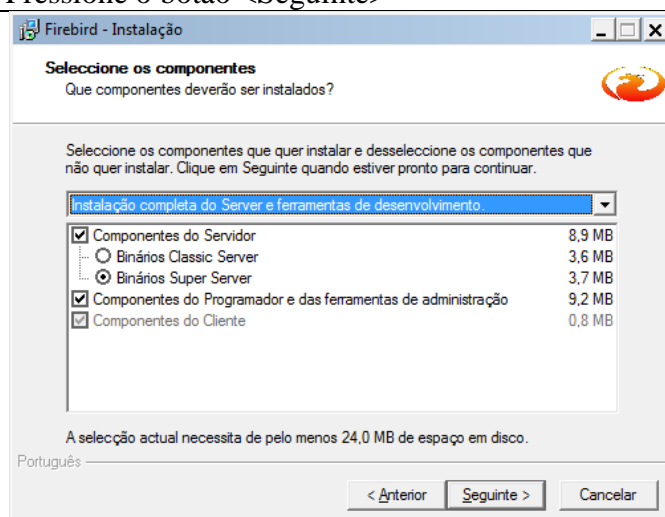 Pressione o botão <Seguinte>
Firebird - Instalação
Seleccione os componentes
Que componentes deverão ser instalados?
Seleccione os componentes que quer instalar e desseleccione os componentes que
não quer instalar. Clique em Seguinte quando estiver pronto para continuar.
Instalação completa do Server e ferramentas de desenvolvimento.
Componentes do Servidor 8,9 MB
Binários Classic Server 3,6 MB
Binários Super Server 3,7 MB
Componentes do Programador e das ferramentas de administração 9,2 MB
Componentes do Cliente 0,8 MB
A selecção actual necessita de pelo menos 24,0 MB de espaço em disco.
Português
< Anterior Seguinte > Cancelar